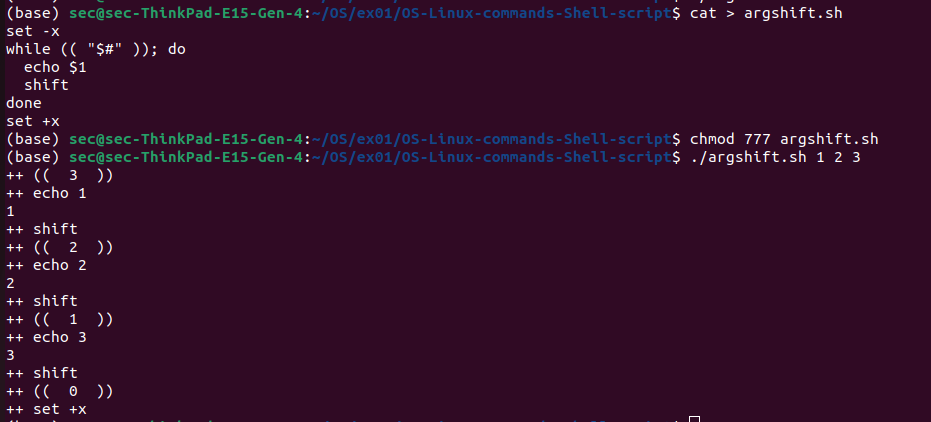 (base) sec@sec-ThinkPad-E15-Gen-4:~/OS/ex01/OS-Linux-commands-Shell-script$ cat > argshift.sh
set -x
while (( "$#" )); do
  echo $1
  shift
done
set +x
(base) sec@sec-ThinkPad-E15-Gen-4:~/OS/ex01/OS-Linux-commands-Shell-script$ chmod 777 argshift.sh
(base) sec@sec-ThinkPad-E15-Gen-4:~/OS/ex01/OS-Linux-commands-Shell-script$ ./argshift.sh 1 2 3
++ ((  3  ))
++ echo 1
1
++ shift
++ ((  2  ))
++ echo 2
2
++ shift
++ ((  1  ))
++ echo 3
3
++ shift
++ ((  0  ))
++ set +x